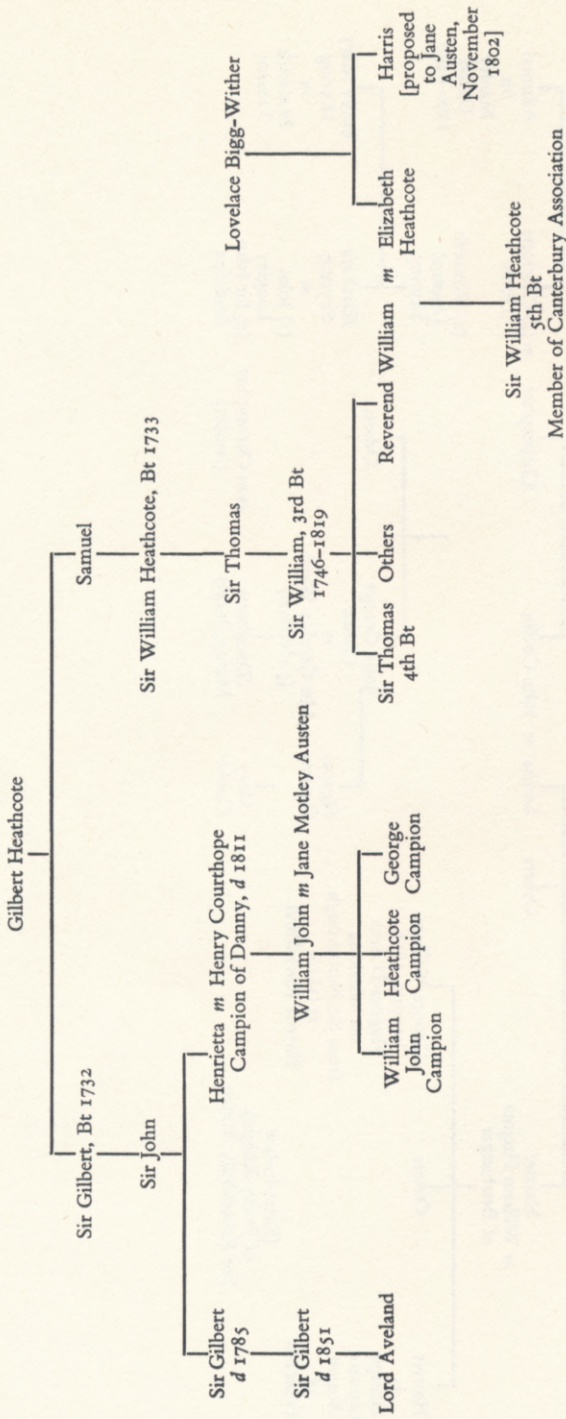 Gilbert Heathcote
Sir Gilbert, Bt 1732
Samuel
Sir John
Sir William Heathcote, Bt 1733
Sir Gilbert
d 1785
Henrietta m Henry Courthope
Campion of Danny, d 1811
Sir Thomas
Lovelace Bigg-Wither
Sir Gilbert
d 1851
William John m Jane Motley Austen
Sir William, 3rd Bt
1746–1819
Lord Aveland
William
John
Campion
Heathcote
Campion
George
Campion
Sir Thomas
4th Bt
Others
Reverend William m Elizabeth
Heathcote
Harris
[proposed
to Jane
Austen,
November
1802]
Sir William Heathcote
5th Bt
Member of Canterbury Association